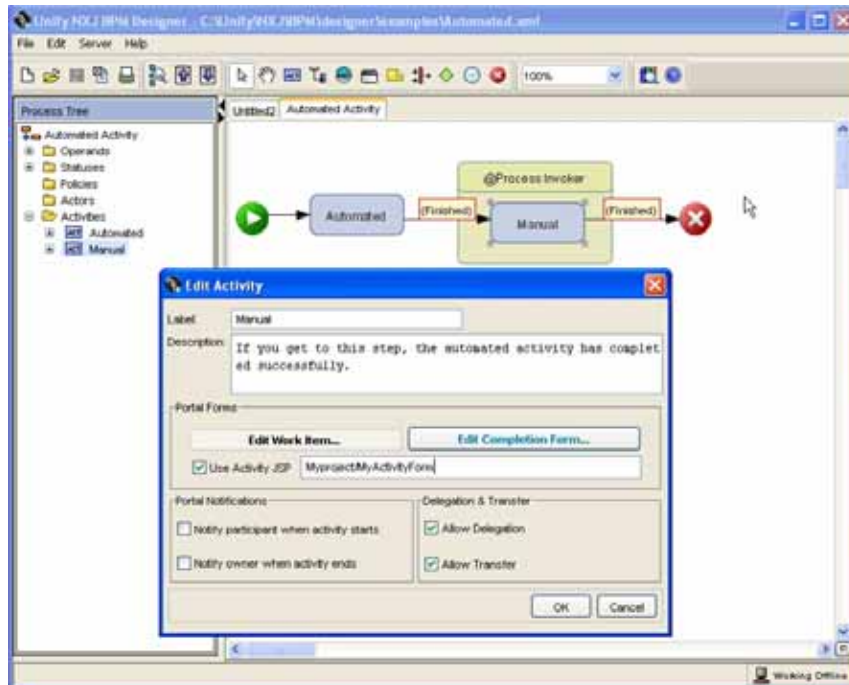 Unify NXJ BPM Designer - C:\Unify\NXJ\BPM\designer\examples\Automated.xml
File Edit Server Help
100%
Process Tree
Untitled2 Automated Activity
Automated Activity
Operands
Statuses
Policies
Actors
Activities
Automated
Manual
@Process Invoker
Automated
(Finished)
Manual
(Finished)
Edit Activity
Label: Manual
Description: If you get to this step, the automated activity has complet
ed successfully.
Portal Forms
Edit Work Item... Edit Completion Form...
Use Activity JSP Myproject/MyActivityForm
Portal Notifications
Delegation & Transfer
Notify participant when activity starts
Allow Delegation
Notify owner when activity ends
Allow Transfer
OK Cancel
Working Offline